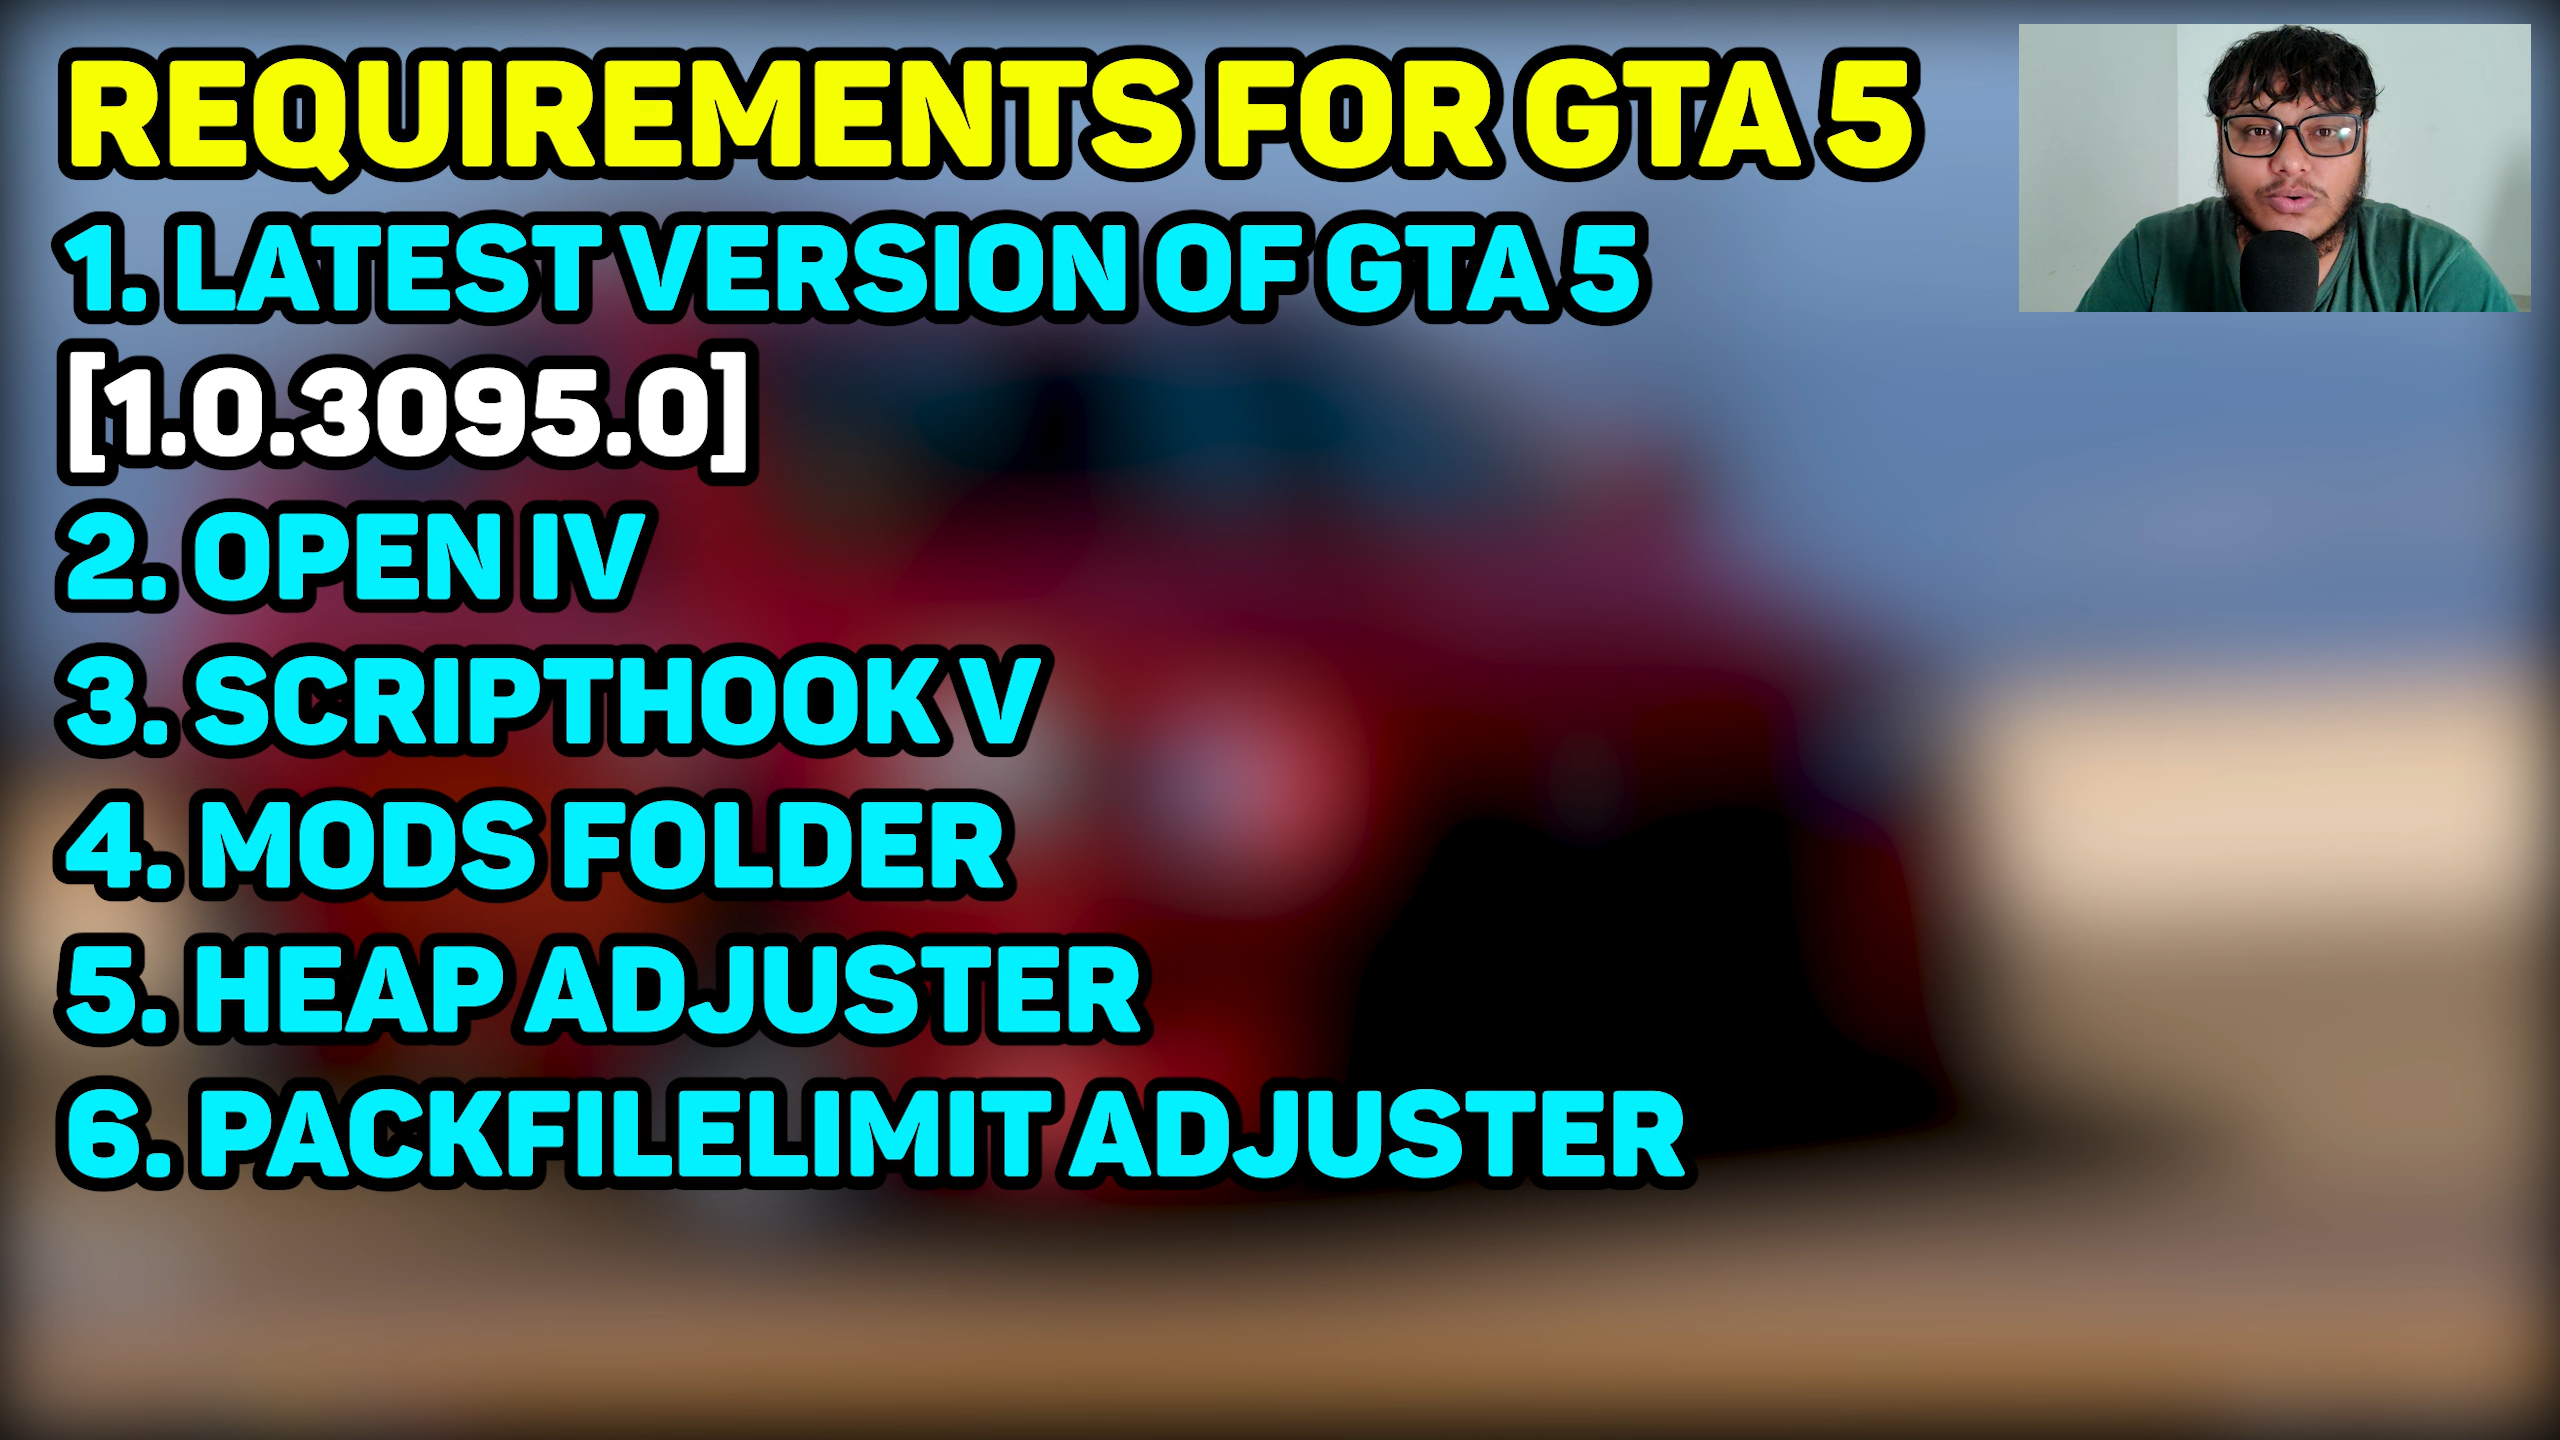 REQUIREMENTS FOR GTA 5
1. LATEST VERSION OF GTA 5
[1.0.3095.0]
2. OPEN IV
3. SCRIPTHOOK V
4. MODS FOLDER
5. HEAP ADJUSTER
6. PACKFILELIMIT ADJUSTER